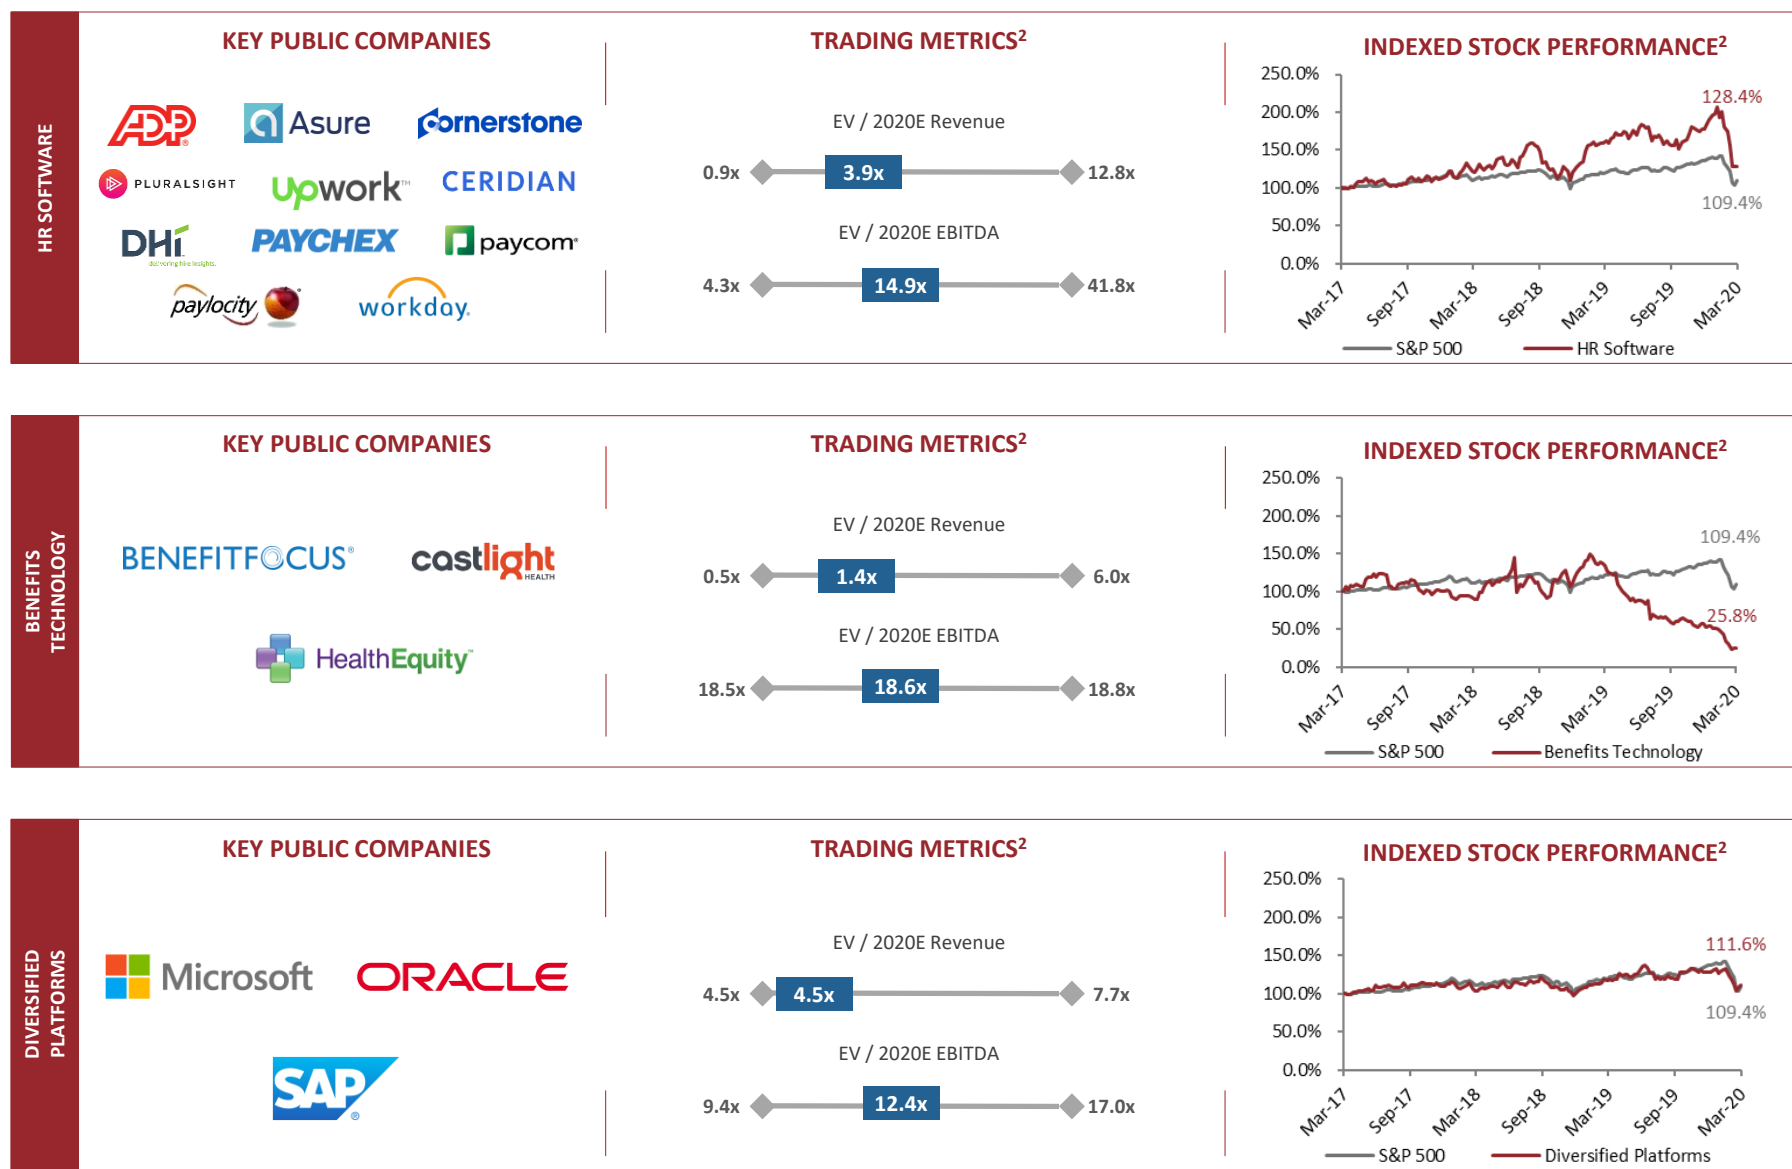 HR SOFTWARE
KEY PUBLIC COMPANIES
ADP
Asure
Cornerstone
PLURALSIGHT
Upwork™
CERIDIAN
DHi
delivering hire insights.
PAYCHEX
paycom
paylocity
workday.
TRADING METRICS²
EV / 2020E Revenue
0.9x
3.9x
12.8x
EV / 2020E EBITDA
4.3x
14.9x
41.8x
INDEXED STOCK PERFORMANCE²
250.0%
200.0%
150.0%
100.0%
50.0%
0.0%
128.4%
109.4%
Mar-17
Sep-17
Mar-18
Sep-18
Mar-19
Sep-19
Mar-20
S&P 500
HR Software
BENEFITS
TECHNOLOGY
KEY PUBLIC COMPANIES
BENEFITFOCUS®
castlight
HEALTH
HealthEquity™
TRADING METRICS²
EV / 2020E Revenue
0.5x
1.4x
6.0x
EV / 2020E EBITDA
18.5x
18.6x
18.8x
INDEXED STOCK PERFORMANCE²
250.0%
200.0%
150.0%
100.0%
50.0%
0.0%
109.4%
25.8%
Mar-17
Sep-17
Mar-18
Sep-18
Mar-19
Sep-19
Mar-20
S&P 500
Benefits Technology
DIVERSIFIED
PLATFORMS
KEY PUBLIC COMPANIES
Microsoft
ORACLE
SAP®
TRADING METRICS²
EV / 2020E Revenue
4.5x
4.5x
7.7x
EV / 2020E EBITDA
9.4x
12.4x
17.0x
INDEXED STOCK PERFORMANCE²
250.0%
200.0%
150.0%
100.0%
50.0%
0.0%
111.6%
109.4%
Mar-17
Sep-17
Mar-18
Sep-18
Mar-19
Sep-19
Mar-20
S&P 500
Diversified Platforms